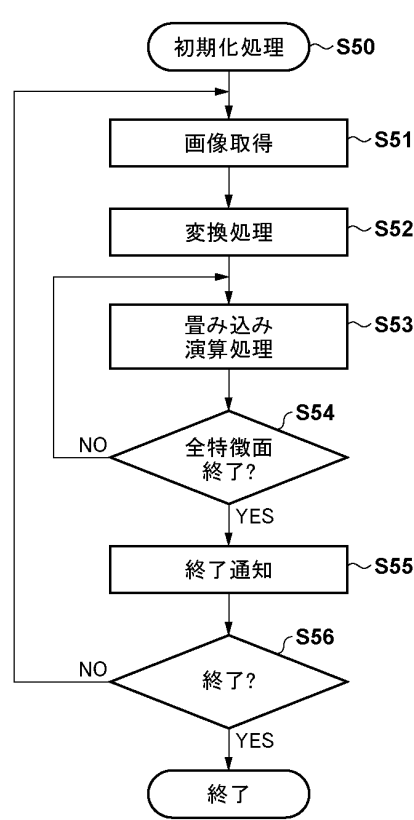 初期化処理
S50
画像取得
S51
変換処理
S52
畳み込み
演算処理
S53
全特徴面
終了?
S54
NO
YES
終了通知
S55
終了?
S56
NO
YES
終了